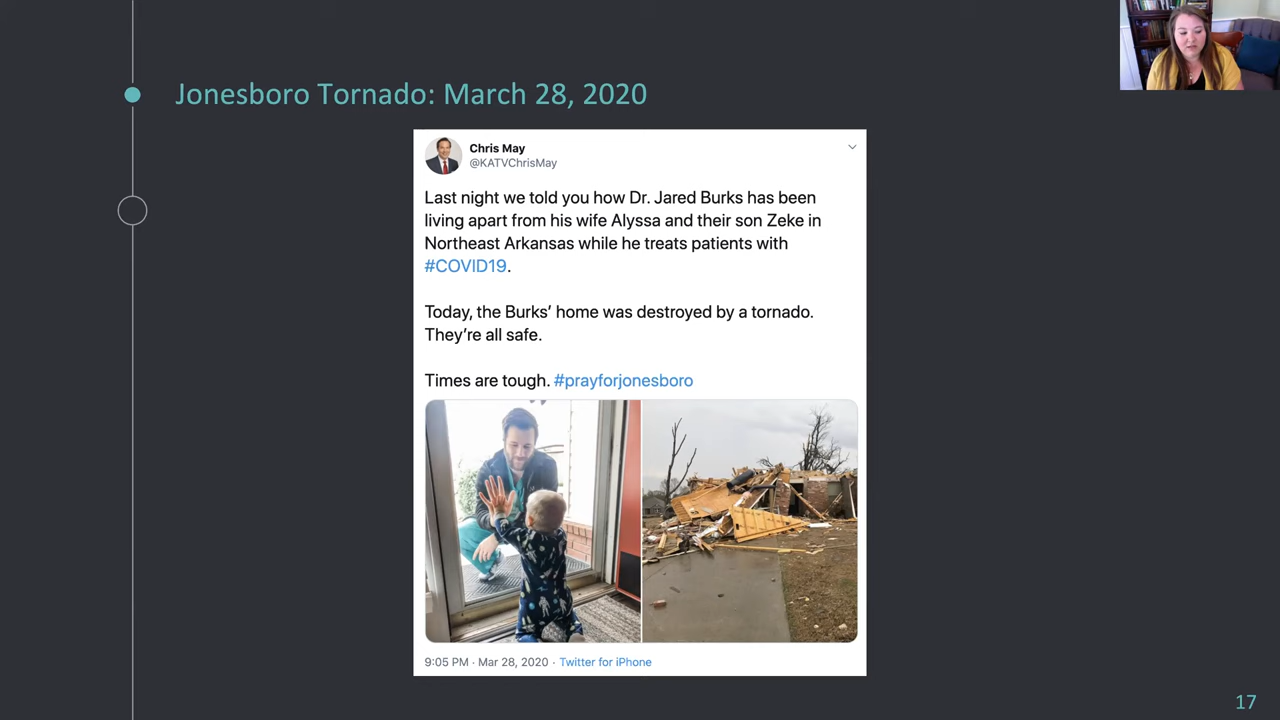 Jonesboro Tornado: March 28, 2020
Chris May
@KATVChrisMay
Last night we told you how Dr. Jared Burks has been
living apart from his wife Alyssa and their son Zeke in
Northeast Arkansas while he treats patients with
#COVID19.
Today, the Burks’ home was destroyed by a tornado.
They’re all safe.
Times are tough. #prayforjonesboro
9:05 PM · Mar 28, 2020 · Twitter for iPhone
17